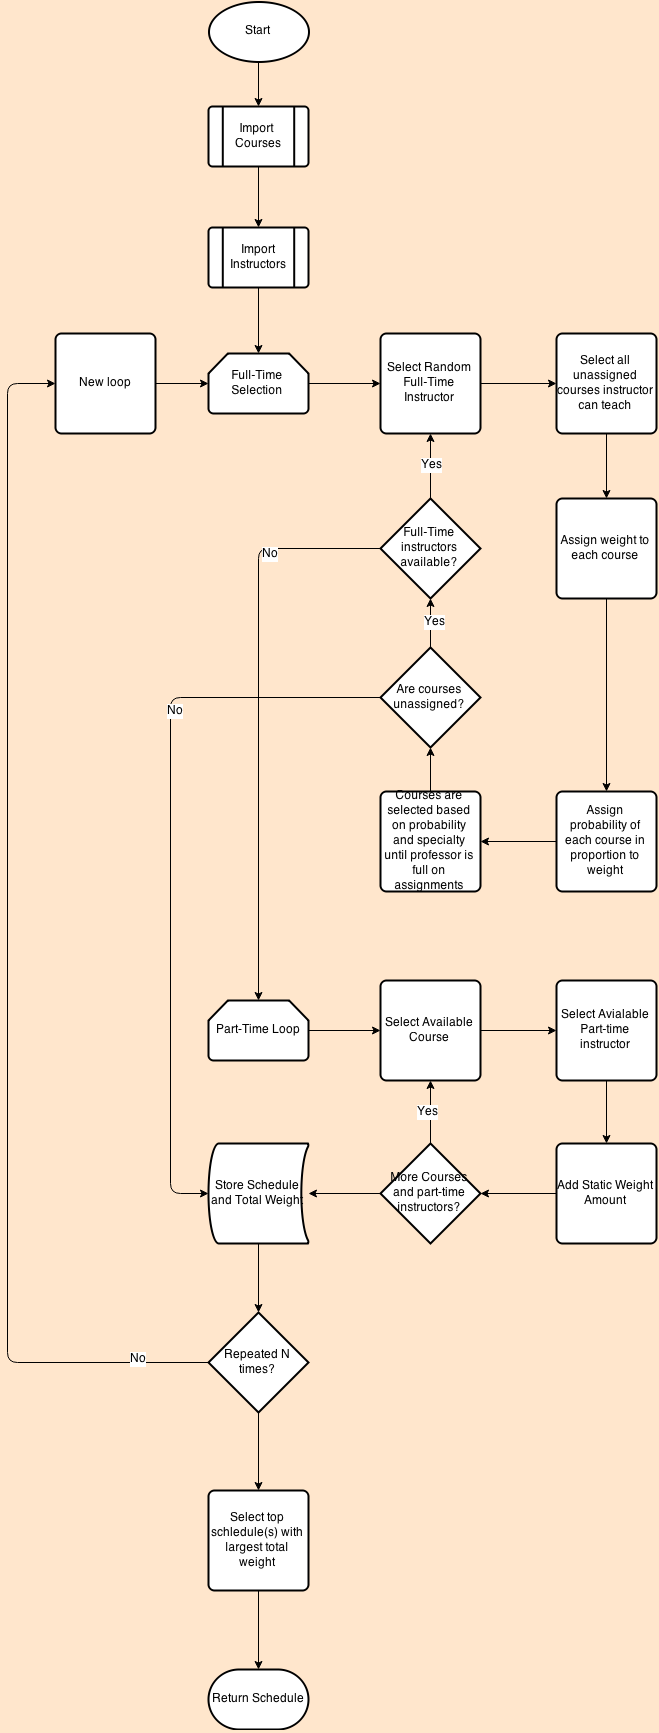 Start
Import
Courses
Import
Instructors
New loop
Full-Time
Selection
Select Random
Full-Time
Instructor
Select all
unassigned
courses instructor
can teach
Yes
Full-Time
instructors
available?
No
Assign weight to
each course
Yes
Are courses
unassigned?
No
Courses are
selected based
on probability
and specialty
until professor is
full on
assignments
Assign
probability of
each course in
proportion to
weight
Part-Time Loop
Select Available
Course
Select Avialable
Part-time
instructor
Yes
Store Schedule
and Total Weight
More Courses
and part-time
instructors?
Add Static Weight
Amount
Repeated N
times?
No
Select top
schledule(s) with
largest total
weight
Return Schedule